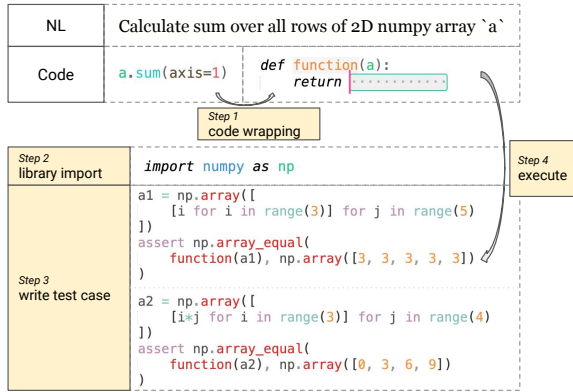 NL
Calculate sum over all rows of 2D numpy array `a`
Code
a.sum(axis=1)
def function(a):
return
Step 1
code wrapping
Step 2
library import
import numpy as np
Step 4
execute
Step 3
write test case
a1 = np.array([
[i for i in range(3)] for j in range(5)
])
assert np.array_equal(
function(a1), np.array([3, 3, 3, 3, 3])
)
a2 = np.array([
[i*j for i in range(3)] for j in range(4)
])
assert np.array_equal(
function(a2), np.array([0, 3, 6, 9])
)